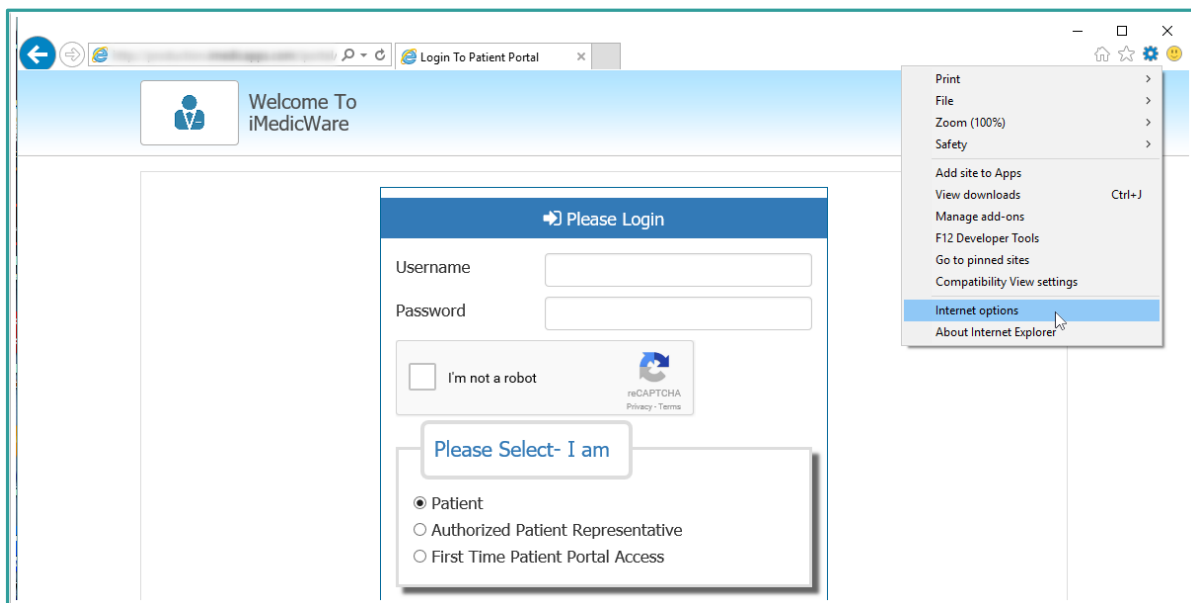 Login To Patient Portal
Welcome To
iMedicWare
Print
File
Zoom (100%)
Safety
Add site to Apps
View downloads Ctrl+J
Manage add-ons
F12 Developer Tools
Go to pinned sites
Compatibility View settings
Internet options
About Internet Explorer
Please Login
Username
Password
I'm not a robot
reCAPTCHA
Privacy - Terms
Please Select- I am
Patient
Authorized Patient Representative
First Time Patient Portal Access